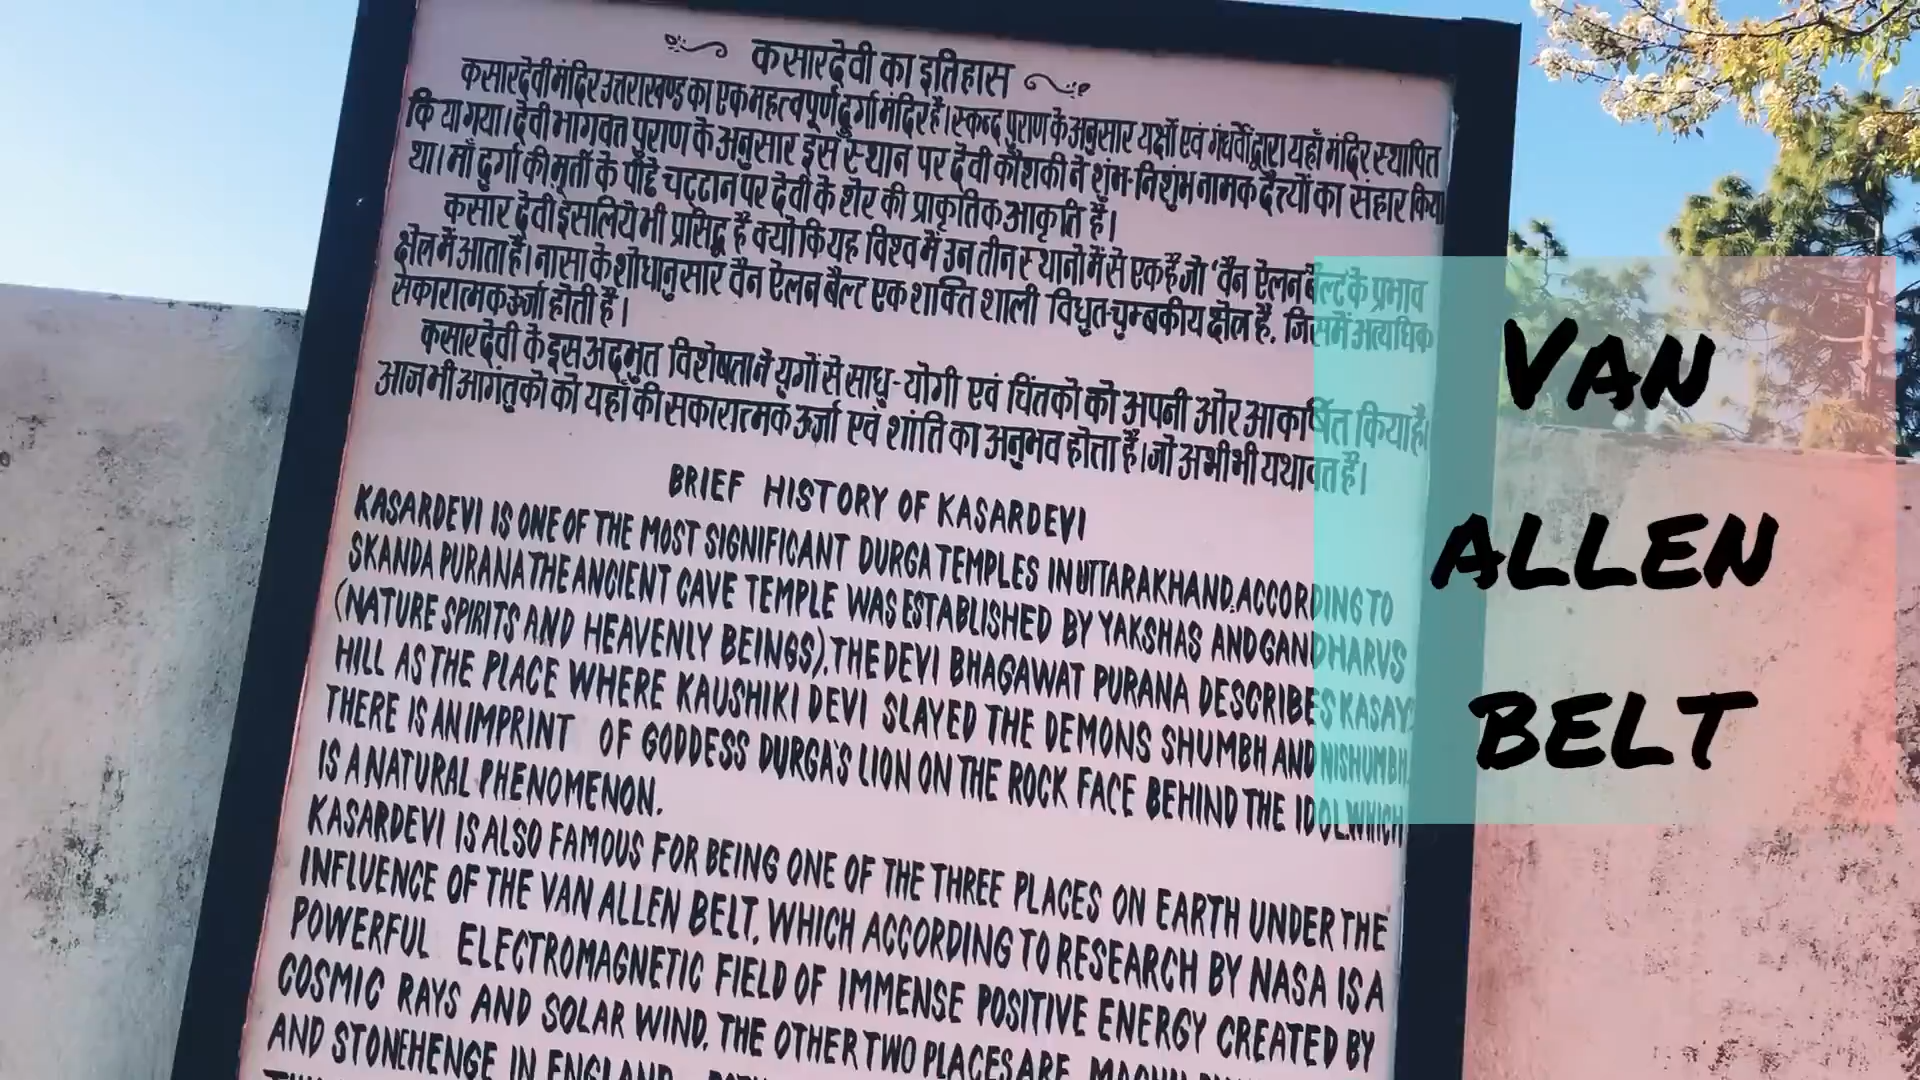 कसारदेवी का इतिहास
कसारदेवी मंदिर उत्तराखण्ड का एक महत्वपूर्ण दुर्गा मंदिर है। स्कन्द पुराण के अनुसार यक्षों एवं गंधर्वो द्वारा यहाँ मंदिर स्थापित
किया गया। देवी भागवत पुराण के अनुसार इस स्थान पर देवी कौशकी ने शुंभ-निशुंभ नामक दैत्यों का संहार किया
था। माँ दुर्गा की मूर्ती के पीछे चट्टान पर देवी के शेर की प्राकृतिक आकृति है।
कसार देवी इसलिये भी प्रसिद्ध है क्योंकि यह विश्व में उन तीन स्थानो में से एक है जो 'वैन ऐलन बैल्ट' के प्रभाव
क्षेत्र में आता है। नासा के शोधानुसार वैन ऐलन बैल्ट एक शक्ति शाली विधुत-चुम्बकीय क्षेत्र है, जिसमें अत्यधिक
सकारात्मक ऊर्जा होती है।
कसार देवी के इस अद्भुत विशेषता ने युगों से साधु-योगी एवं चिंतको को अपनी ओर आकर्षित किया है।
आज भी आगंतुको को यहाँ की सकारात्मक ऊर्जा एवं शांति का अनुभव होता है। जो अभी भी यथावत है।
BRIEF HISTORY OF KASARDEVI
KASARDEVI IS ONE OF THE MOST SIGNIFICANT DURGA TEMPLES IN UTTARAKHAND. ACCORDING TO
SKANDA PURANA THE ANCIENT CAVE TEMPLE WAS ESTABLISHED BY YAKSHAS AND GANDHARVS
(NATURE SPIRITS AND HEAVENLY BEINGS). THE DEVI BHAGAWAT PURANA DESCRIBES KASAY
HILL AS THE PLACE WHERE KAUSHIKI DEVI SLAYED THE DEMONS SHUMBH AND NISHUMBH.
THERE IS AN IMPRINT OF GODDESS DURGA'S LION ON THE ROCK FACE BEHIND THE IDOL. WHICH
IS A NATURAL PHENOMENON.
KASARDEVI IS ALSO FAMOUS FOR BEING ONE OF THE THREE PLACES ON EARTH UNDER THE
INFLUENCE OF THE VAN ALLEN BELT, WHICH ACCORDING TO RESEARCH BY NASA IS A
POWERFUL ELECTROMAGNETIC FIELD OF IMMENSE POSITIVE ENERGY CREATED BY
COSMIC RAYS AND SOLAR WIND. THE OTHER TWO PLACES ARE
AND STONEHENGE IN ENGLAND
VAN
ALLEN
BELT